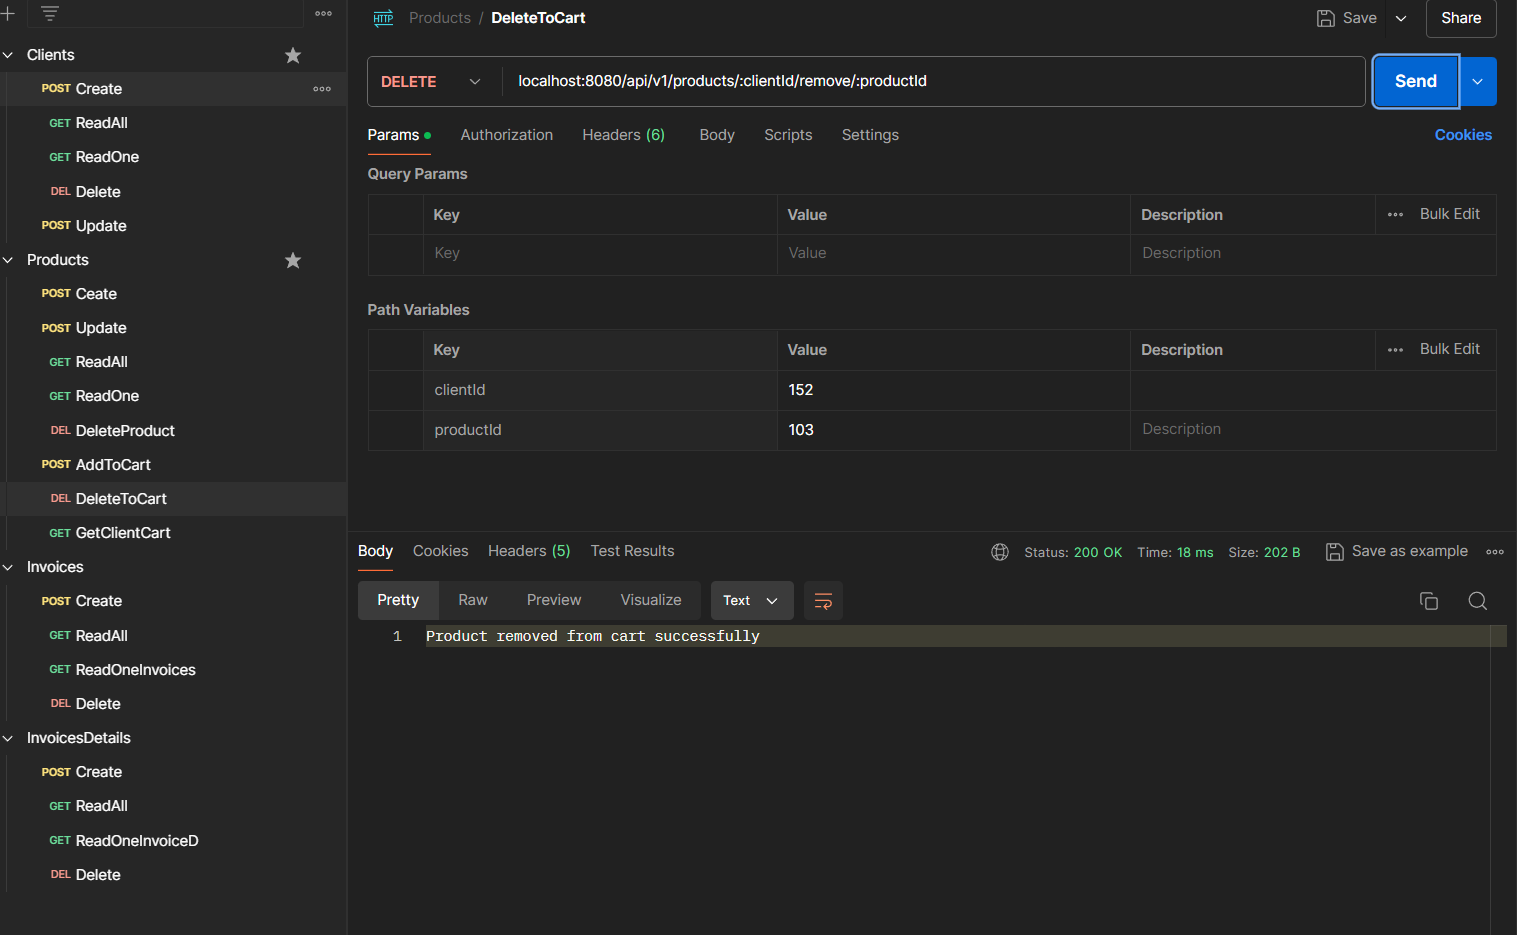 Clients
POST Create
GET ReadAll
GET ReadOne
DEL Delete
POST Update
Products
POST Ceate
POST Update
GET ReadAll
GET ReadOne
DEL DeleteProduct
POST AddToCart
DEL DeleteToCart
GET GetClientCart
Invoices
POST Create
GET ReadAll
GET ReadOneInvoices
DEL Delete
InvoicesDetails
POST Create
GET ReadAll
GET ReadOneInvoiceD
DEL Delete
HTTP Products / DeleteToCart Save Share
DELETE localhost:8080/api/v1/products/:clientId/remove/:productId Send
Params Authorization Headers (6) Body Scripts Settings Cookies
Query Params
Key Value Description Bulk Edit
Key Value Description
Path Variables
Key Value Description Bulk Edit
clientId 152
productId 103 Description
Body Cookies Headers (5) Test Results Status: 200 OK Time: 18 ms Size: 202 B Save as example
Pretty Raw Preview Visualize Text
1 Product removed from cart successfully